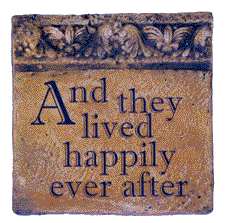 And they
lived
happily
ever after